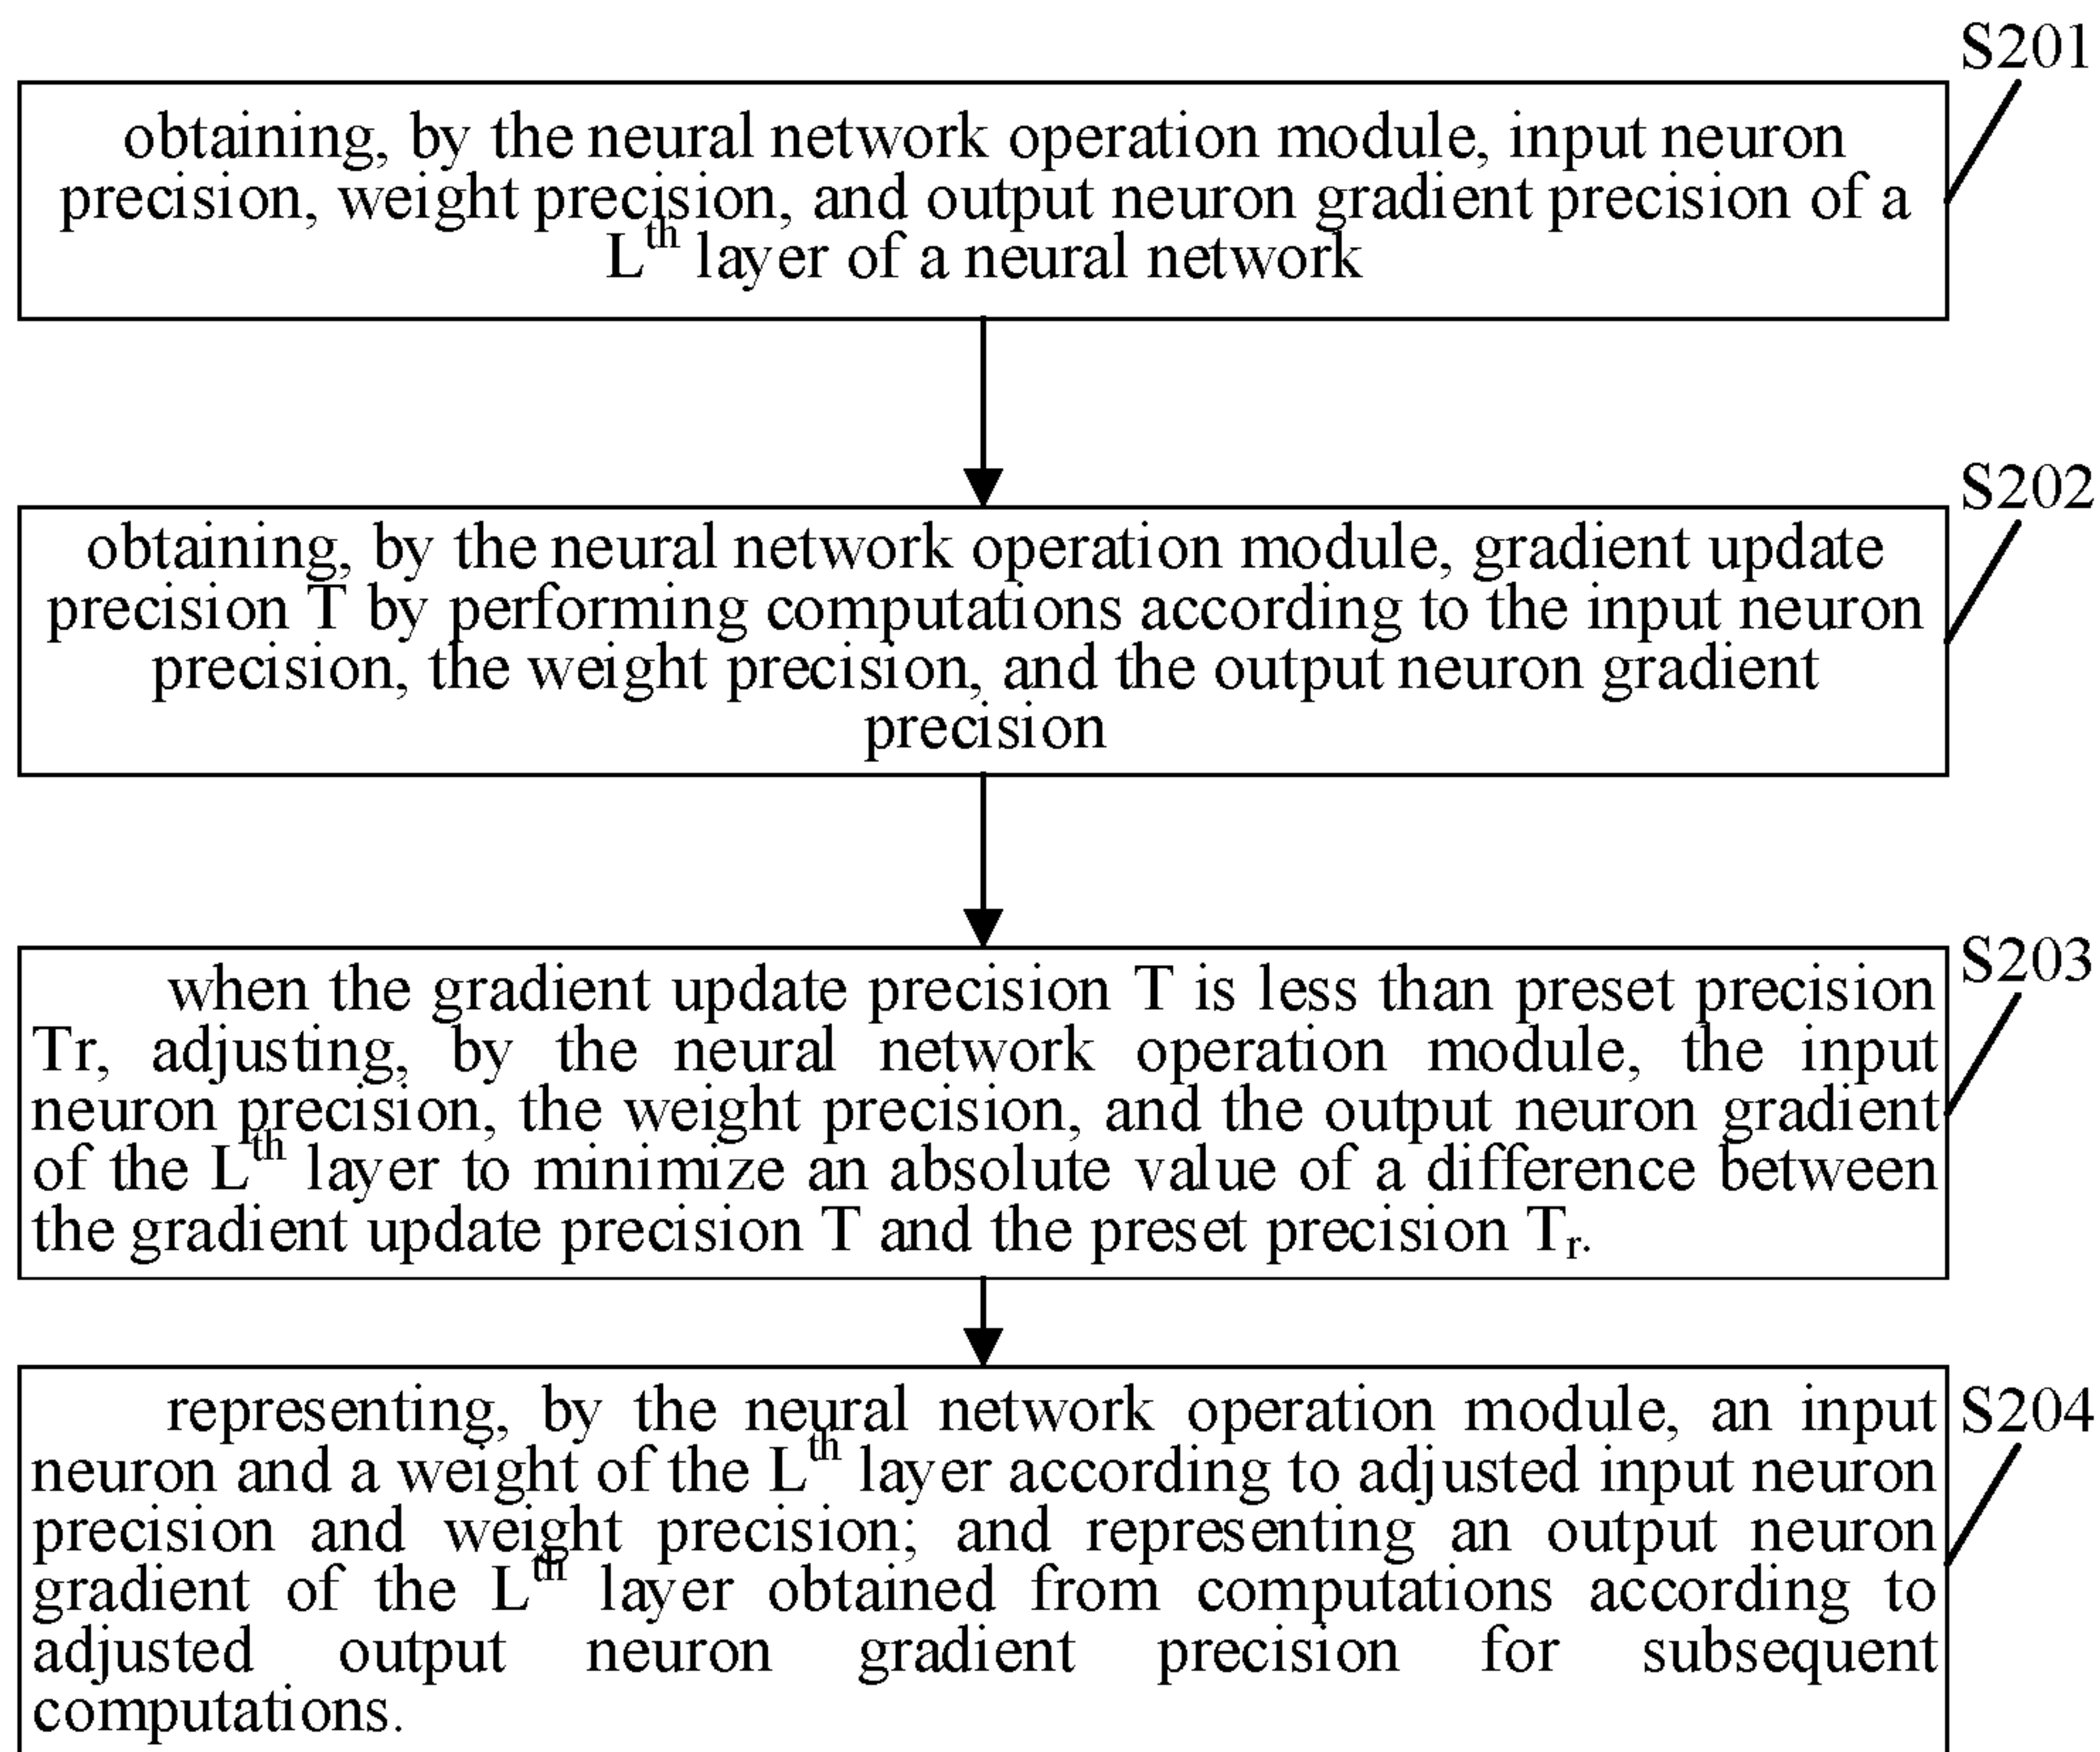 S201
obtaining, by the neural network operation module, input neuron
precision, weight precision, and output neuron gradient precision of a
Lth layer of a neural network
S202
obtaining, by the neural network operation module, gradient update
precision T by performing computations according to the input neuron
precision, the weight precision, and the output neuron gradient
precision
S203
when the gradient update precision T is less than preset precision
Tr, adjusting, by the neural network operation module, the input
neuron precision, the weight precision, and the output neuron gradient
of the Lth layer to minimize an absolute value of a difference between
the gradient update precision T and the preset precision Tr.
S204
representing, by the neural network operation module, an input
neuron and a weight of the Lth layer according to adjusted input neuron
precision and weight precision; and representing an output neuron
gradient of the Lth layer obtained from computations according to
adjusted output neuron gradient precision for subsequent
computations.